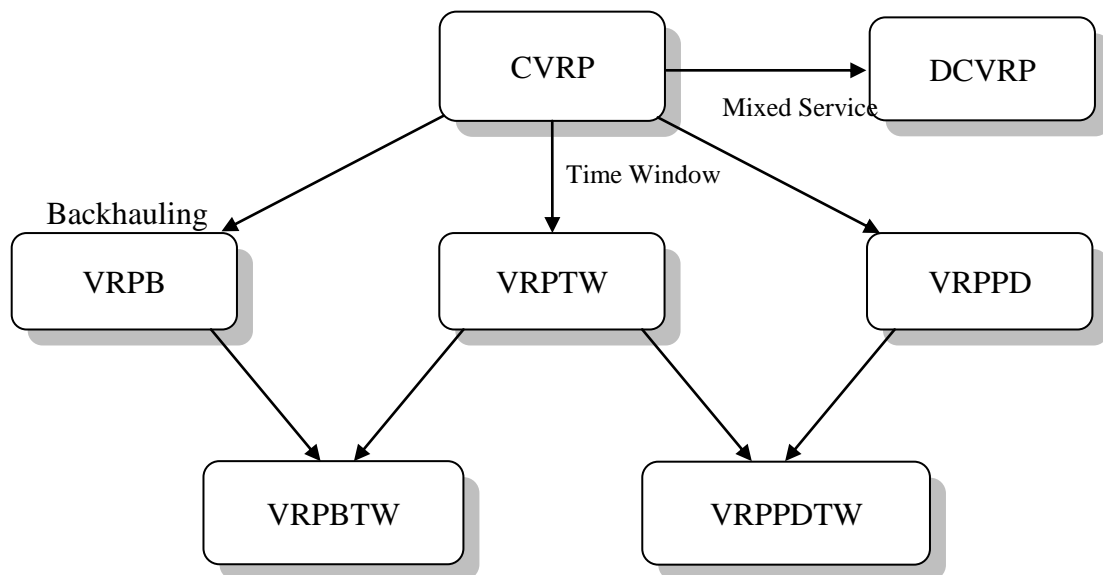 CVRP
DCVRP
Mixed Service
Time Window
Backhauling
VRPB
VRPTW
VRPPD
VRPBTW
VRPPDTW